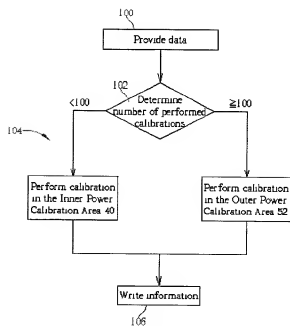 100
Provide data
102
Determine
number of performed
calibrations
<100
≧100
104
Perform calibration
in the Inner Power
Calibration Area 40
Perform calibration
in the Outer Power
Calibration Area 52
Write information
106